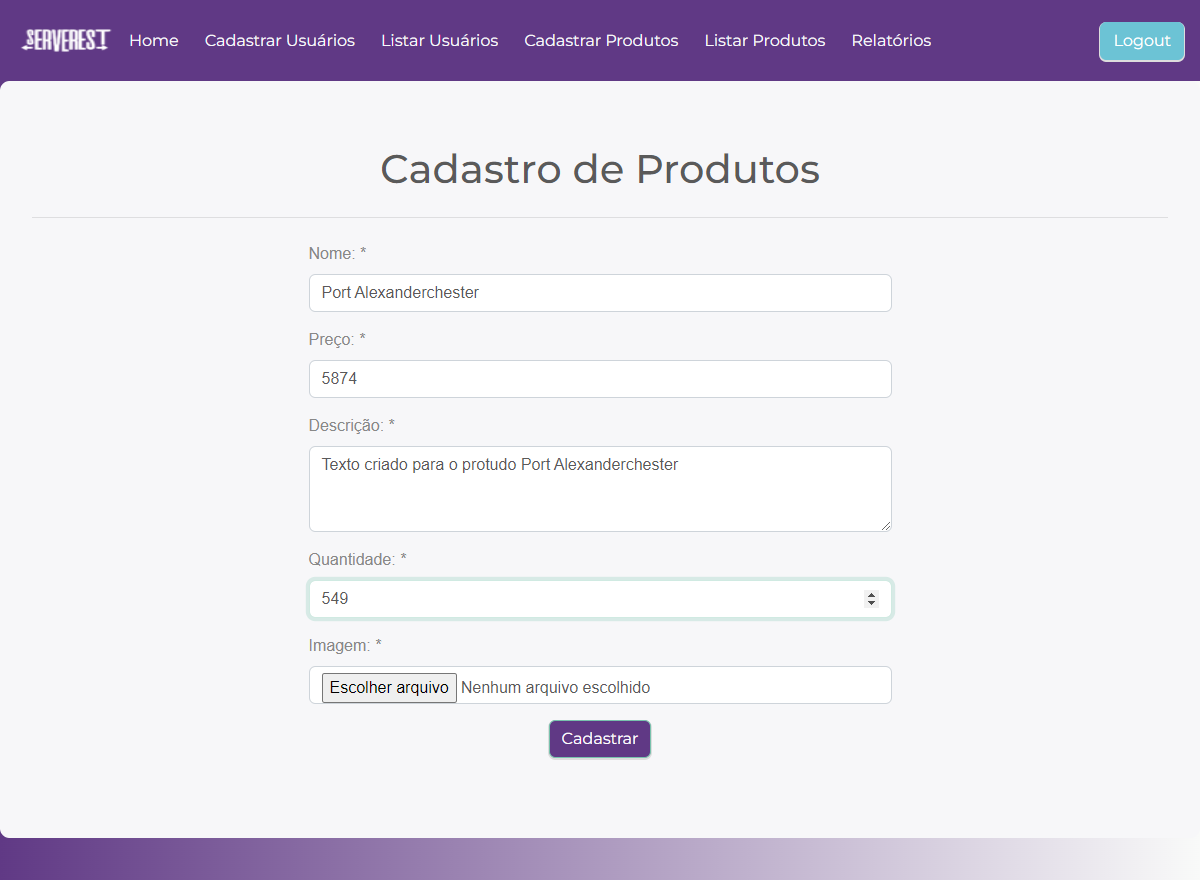 SERVEREST Home Cadastrar Usuários Listar Usuários Cadastrar Produtos Listar Produtos Relatórios Logout
Cadastro de Produtos
Nome: *
Port Alexanderchester
Preço: *
5874
Descrição: *
Texto criado para o protudo Port Alexanderchester
Quantidade: *
549
Imagem: *
Escolher arquivo Nenhum arquivo escolhido
Cadastrar